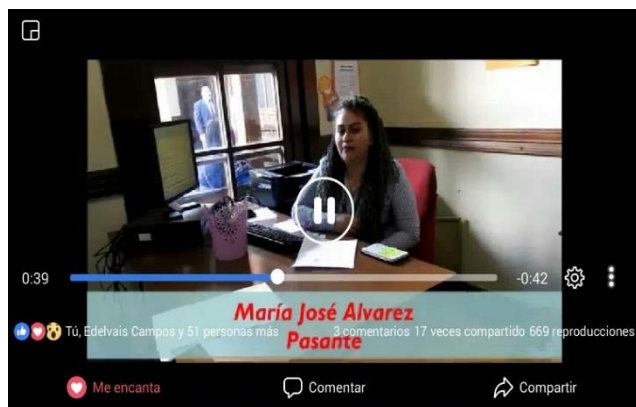 0:39
-0:42
María José Alvarez
Tú, Edelvais Campos y 51 personas más
3 comentarios 17 veces compartido 669 reproducciones
Pasante
Me encanta
Comentar
Compartir